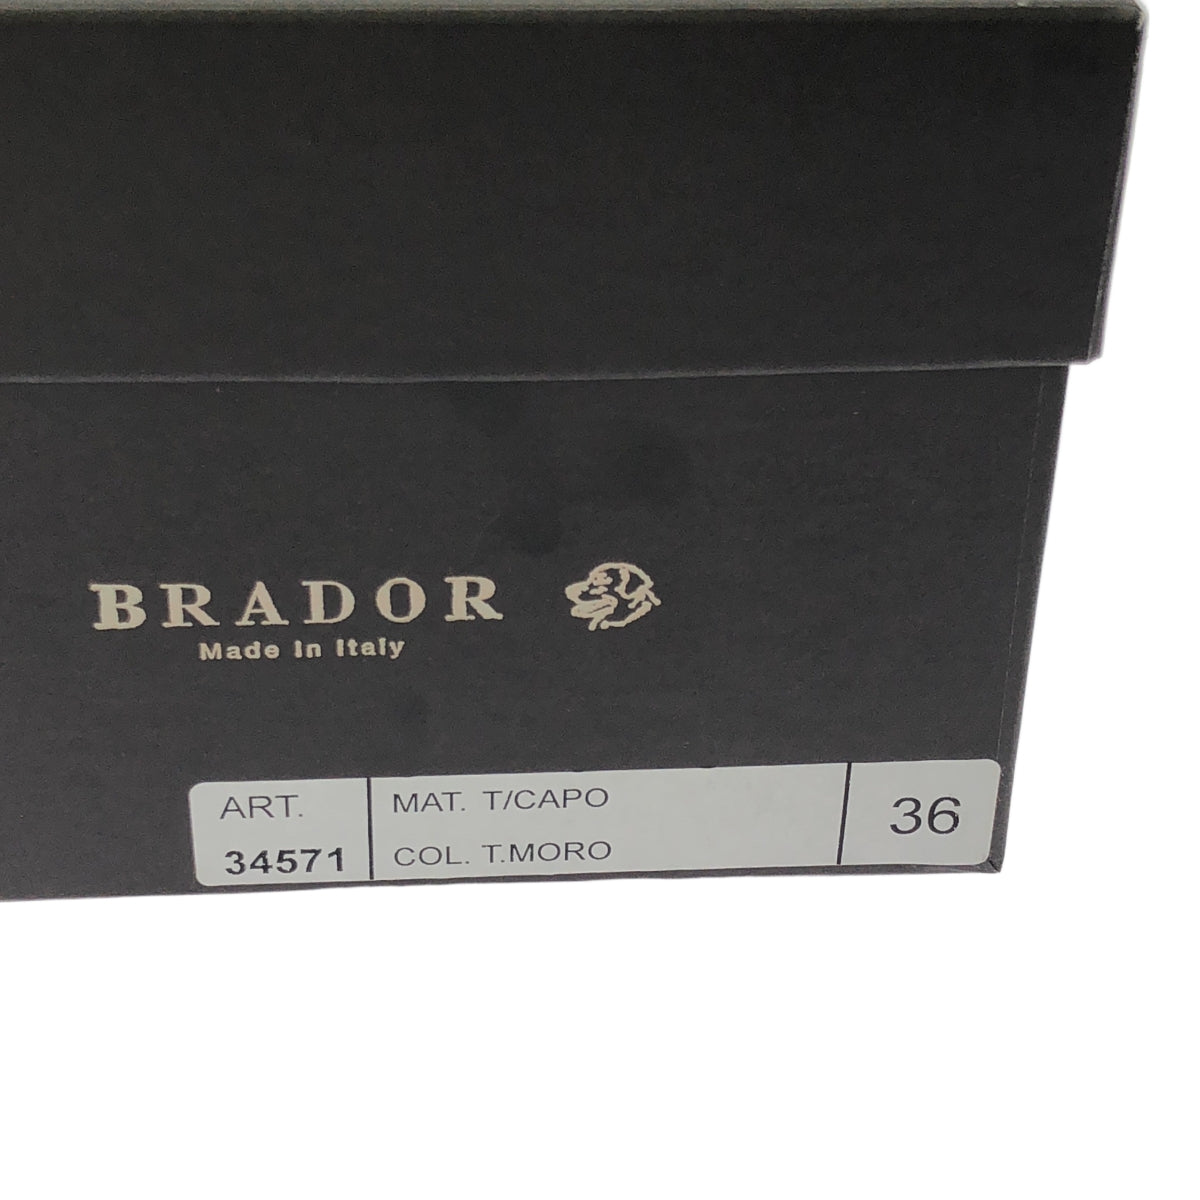 BRADOR
Made in Italy
ART.
34571
MAT. T/CAPO
COL. T.MORO
36